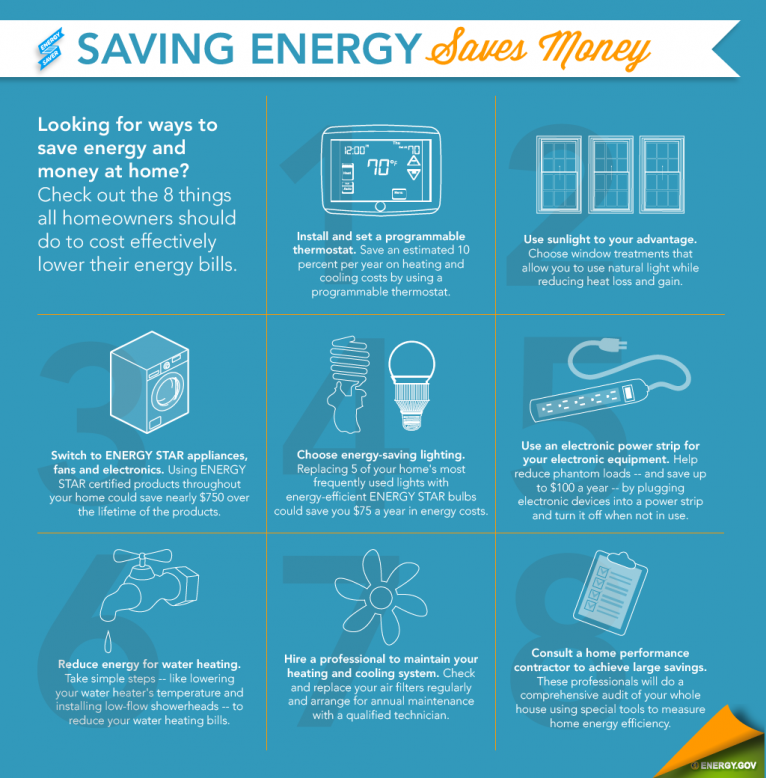 ENERGY
SAVER
SAVING ENERGY Saves Money
Looking for ways to
save energy and
money at home?
Check out the 8 things
all homeowners should
do to cost effectively
lower their energy bills.
1
12:00
70
70°F
Install and set a programmable
thermostat. Save an estimated 10
percent per year on heating and
cooling costs by using a
programmable thermostat.
2
Use sunlight to your advantage.
Choose window treatments that
allow you to use natural light while
reducing heat loss and gain.
3
Switch to ENERGY STAR appliances,
fans and electronics. Using ENERGY
STAR certified products throughout
your home could save nearly $750 over
the lifetime of the products.
4
Choose energy-saving lighting.
Replacing 5 of your home's most
frequently used lights with
energy-efficient ENERGY STAR bulbs
could save you $75 a year in energy costs.
5
Use an electronic power strip for
your electronic equipment. Help
reduce phantom loads -- and save up
to $100 a year -- by plugging
electronic devices into a power strip
and turn it off when not in use.
6
Reduce energy for water heating.
Take simple steps -- like lowering
your water heater's temperature and
installing low-flow showerheads -- to
reduce your water heating bills.
7
Hire a professional to maintain your
heating and cooling system. Check
and replace your air filters regularly
and arrange for annual maintenance
with a qualified technician.
8
Consult a home performance
contractor to achieve large savings.
These professionals will do a
comprehensive audit of your whole
house using special tools to measure
home energy efficiency.
ENERGY.GOV